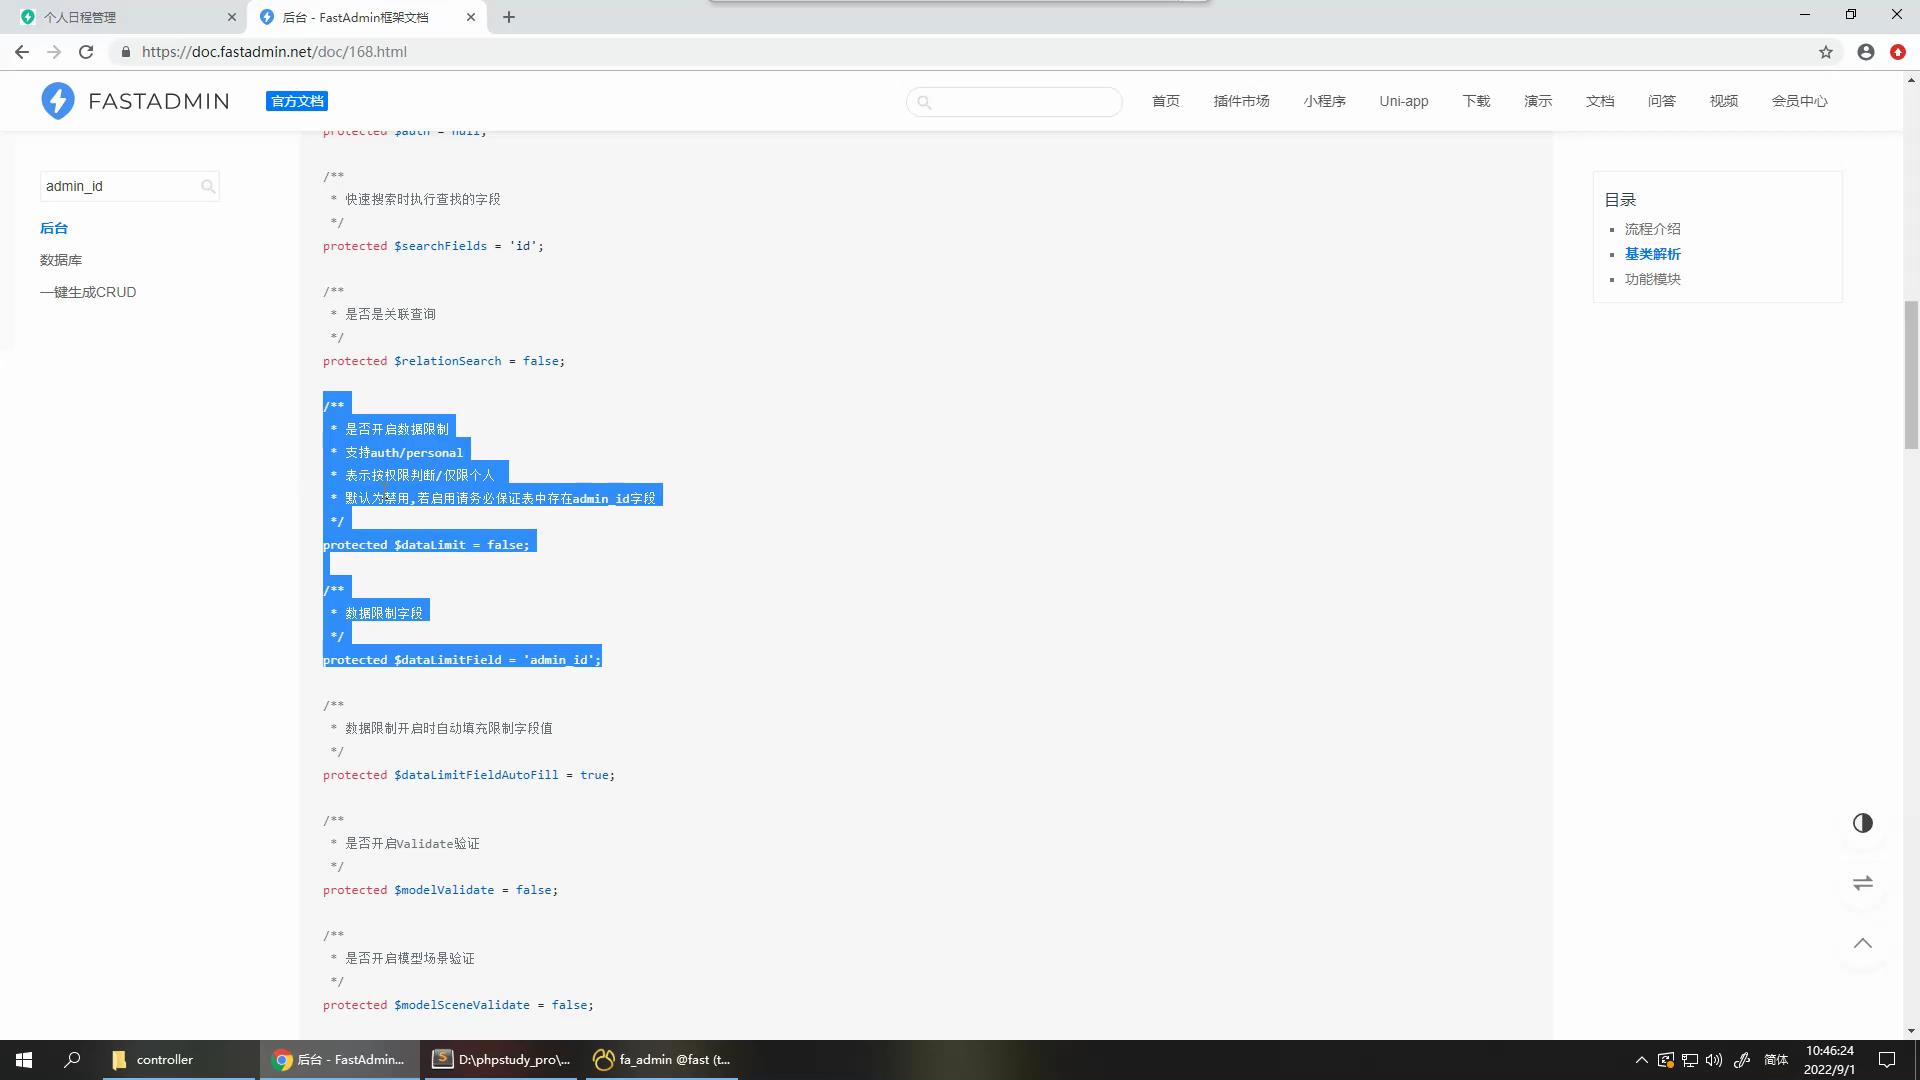 个人日程管理
后台 - FastAdmin框架文档
https://doc.fastadmin.net/doc/168.html
FASTADMIN
官方文档
首页
插件市场
小程序
Uni-app
下载
演示
文档
问答
视频
会员中心
admin_id
后台
数据库
一键生成CRUD
protected $auth = null;
/**
* 快速搜索时执行查找的字段
*/
protected $searchFields = 'id';
/**
* 是否是关联查询
*/
protected $relationSearch = false;
/**
* 是否开启数据限制
* 支持auth/personal
* 表示按权限判断/仅限个人
* 默认为禁用,若启用请务必保证表中存在admin_id字段
*/
protected $dataLimit = false;
/**
* 数据限制字段
*/
protected $dataLimitField = 'admin_id';
/**
* 数据限制开启时自动填充限制字段值
*/
protected $dataLimitFieldAutoFill = true;
/**
* 是否开启Validate验证
*/
protected $modelValidate = false;
/**
* 是否开启模型场景验证
*/
protected $modelSceneValidate = false;
目录
流程介绍
基类解析
功能模块
controller
后台 - FastAdmin...
D:\phpstudy_pro\...
fa_admin @fast (t...
简体
10:46:24
2022/9/1